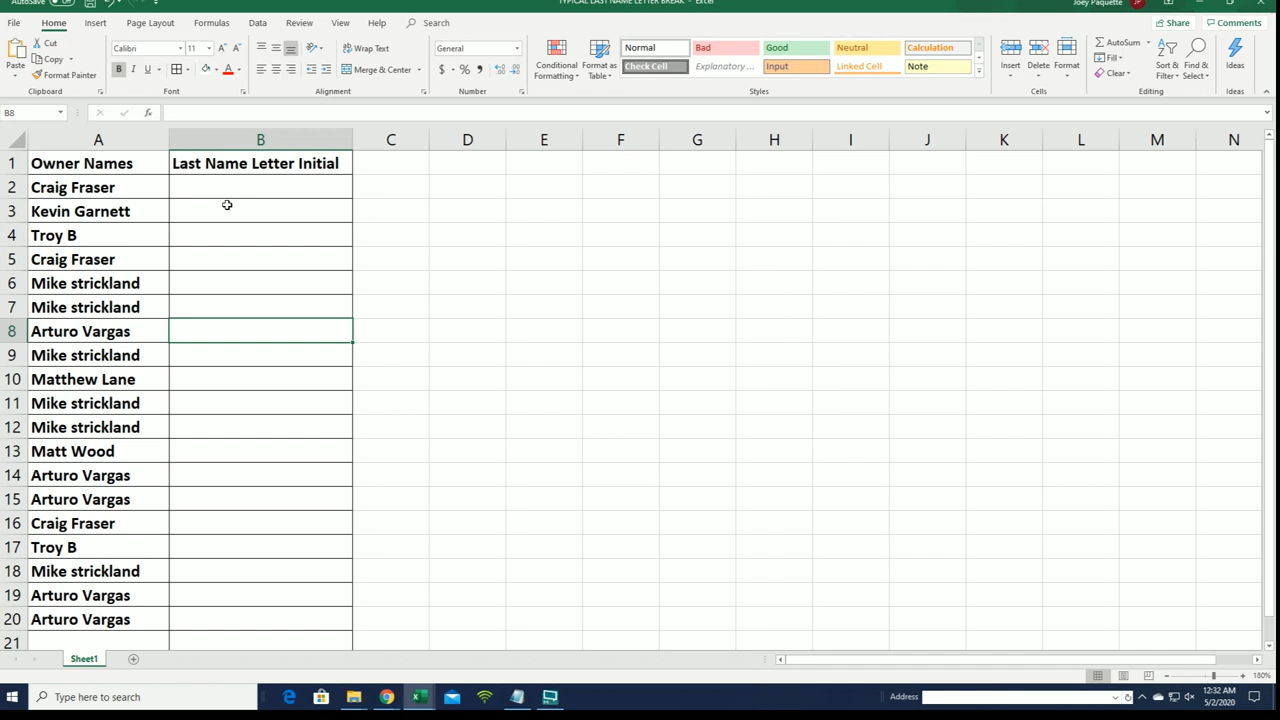 AutoSave Off TYPICAL LAST NAME LETTER BREAK - Excel Joey Paquette JP
File Home Insert Page Layout Formulas Data Review View Help Search Share Comments
Paste Cut Copy Format Painter Clipboard
Calibri 11 A A B I U A Font
Wrap Text Merge & Center Alignment
General $ % Number
Conditional Formatting Format as Table
Normal Bad Good Neutral Calculation
Check Cell Explanatory ... Input Linked Cell Note
Styles
Insert Delete Format Cells
AutoSum Fill Clear Sort & Filter Find & Select Editing
Ideas Ideas
B8 fx
A B C D E F G H I J K L M N
1 Owner Names Last Name Letter Initial
2 Craig Fraser
3 Kevin Garnett
4 Troy B
5 Craig Fraser
6 Mike strickland
7 Mike strickland
8 Arturo Vargas
9 Mike strickland
10 Matthew Lane
11 Mike strickland
12 Mike strickland
13 Matt Wood
14 Arturo Vargas
15 Arturo Vargas
16 Craig Fraser
17 Troy B
18 Mike strickland
19 Arturo Vargas
20 Arturo Vargas
21
Sheet1
180%
Type here to search Address 12:32 AM
5/2/2020